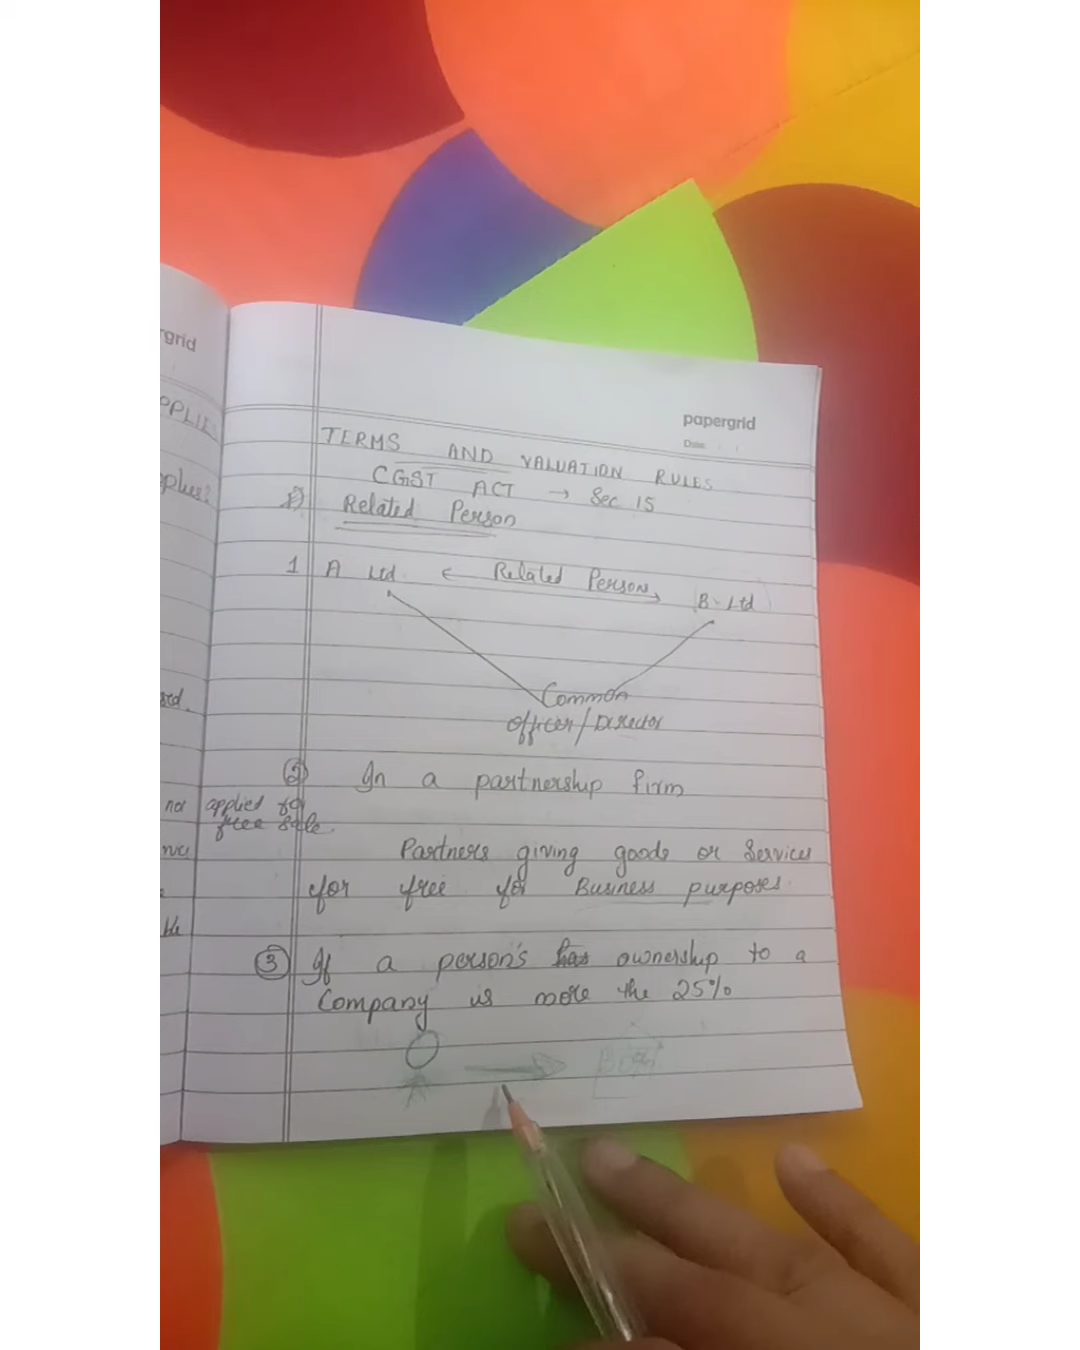 grid
papergrid
Date
TERMS AND VALUATION RULES
CGST ACT → Sec 15
Related Person
1 A Ltd ← Related Person → B. Ltd
Common
officer/Director
② In a partnership firm
not applied to
free sale.
Partners giving goods or Services
for free for Business purposes.
③ If a person's has ownership to a
Company is more the 25%